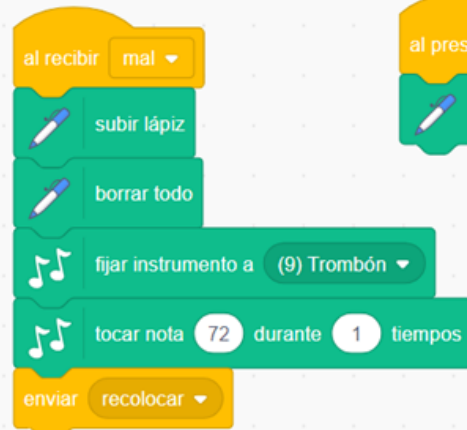 al recibir mal
al pres
subir lápiz
borrar todo
fijar instrumento a (9) Trombón
tocar nota 72 durante 1 tiempos
enviar recolocar